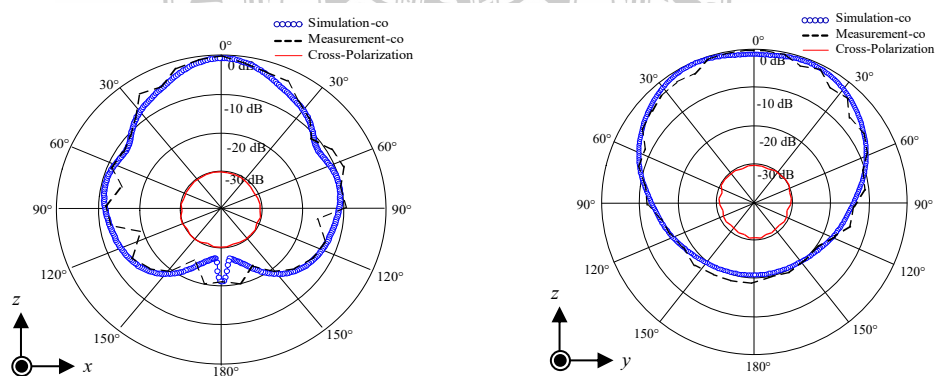 Simulation-co
Measurement-co
Cross-Polarization
0°
0 dB
30°
30°
-10 dB
60°
60°
-20 dB
-30 dB
90°
90°
120°
120°
150°
150°
180°
z
x
Simulation-co
Measurement-co
Cross-Polarization
0°
0 dB
30°
30°
-10 dB
60°
60°
-20 dB
-30 dB
90°
90°
120°
120°
150°
150°
180°
z
y